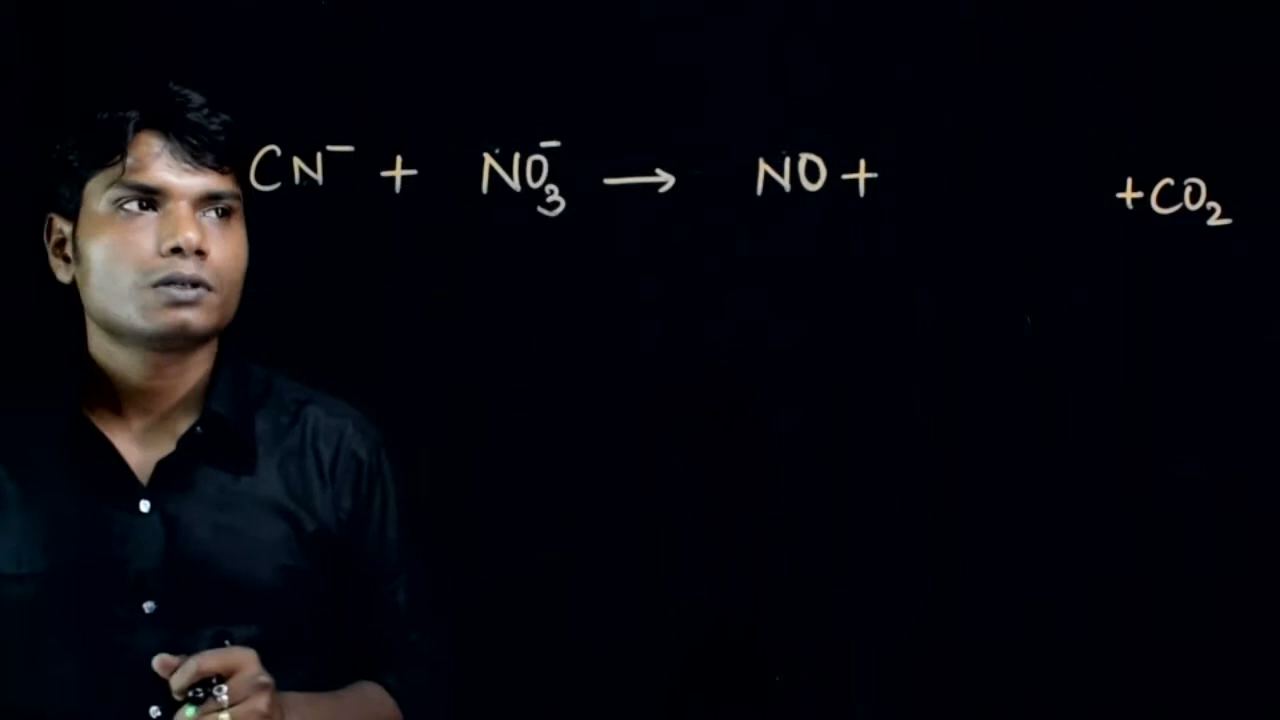 CN⁻ + NO₃⁻ → NO + + CO₂